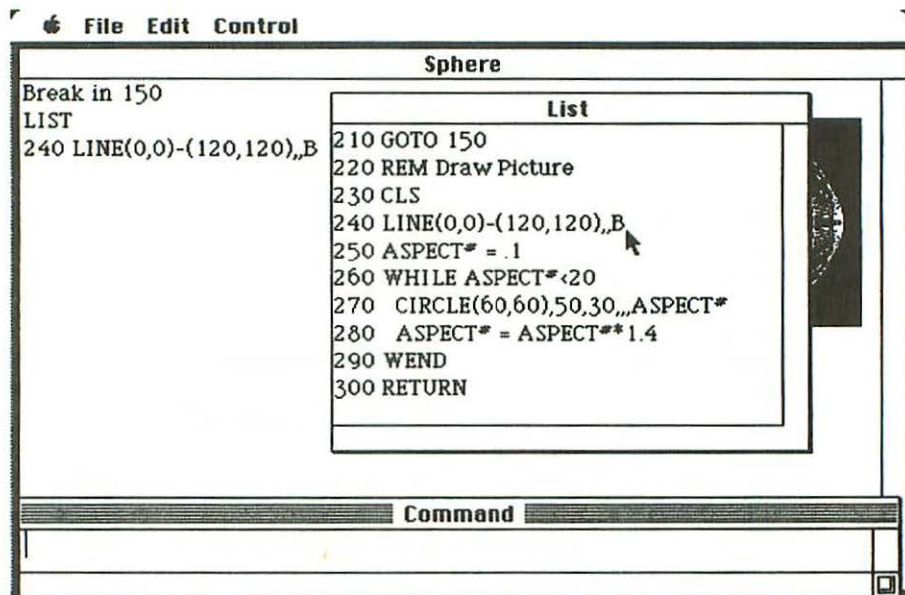 File Edit Control
Sphere
Break in 150
LIST
240 LINE(0,0)-(120,120),,B
List
210 GOTO 150
220 REM Draw Picture
230 CLS
240 LINE(0,0)-(120,120),,B
250 ASPECT# = .1
260 WHILE ASPECT#<20
270 CIRCLE(60,60),50,30,,,ASPECT#
280 ASPECT# = ASPECT#*1.4
290 WEND
300 RETURN
Command